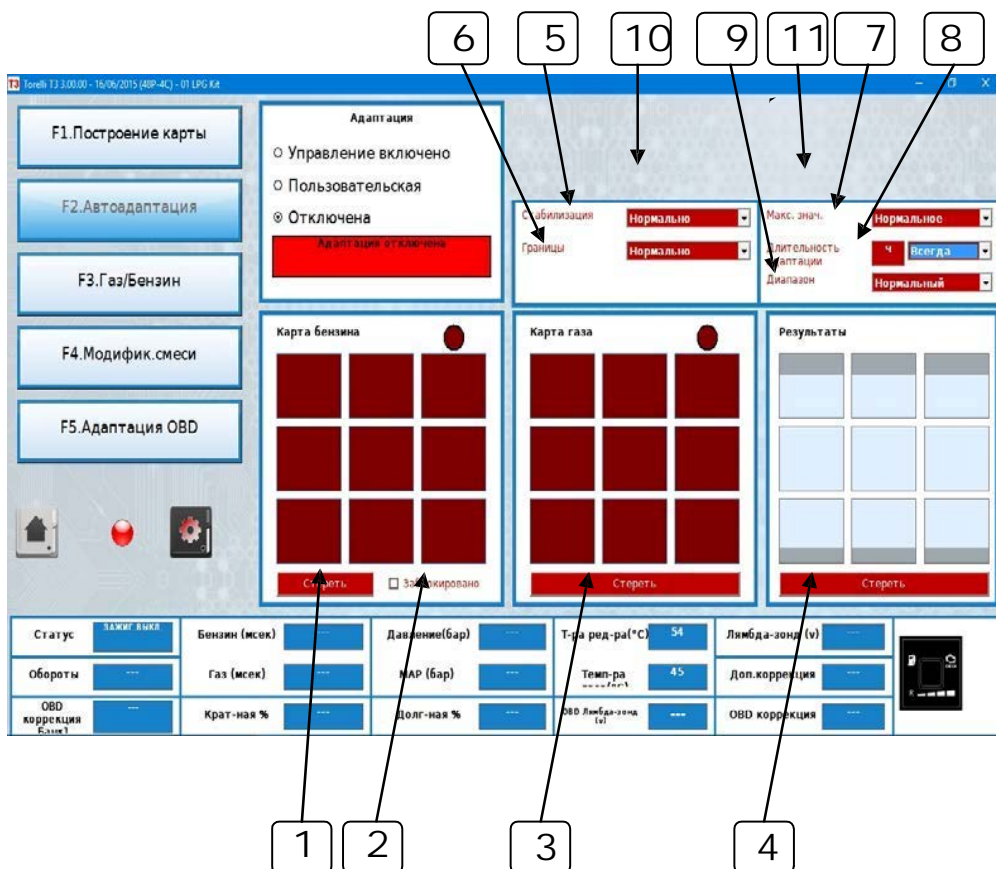 6 5 10 9 11 7 8
T3 Torelli T3 3.00.00 - 16/06/2015 (48P-4C) - 01 LPG Kit
F1.Построение карты
F2.Автоадаптация
F3.Газ/Бензин
F4.Модифик.смеси
F5.Адаптация OBD
Адаптация
Управление включено
Пользовательская
Отключена
Адаптация отключена
Стабилизация Нормально
Границы Нормально
Макс. знач. Нормальное
Длительность адаптации Ч Всегда
Диапазон Нормальный
Карта бензина
Стереть Заблокировано
Карта газа
Стереть
Результаты
Стереть
Статус ЗАЖИГ ВЫКЛ Бензин (мсек) --- Давление(бар) --- Т-ра ред-ра(°C) 54 Лямбда-зонд (v) ---
Обороты --- Газ (мсек) --- MAP (бар) --- Темп-ра 45 Доп.коррекция ---
OBD коррекция Банк1 --- Крат-ная % --- Долг-ная % --- OBD Лямбда-зонд (v) --- OBD коррекция ---
1 2 3 4